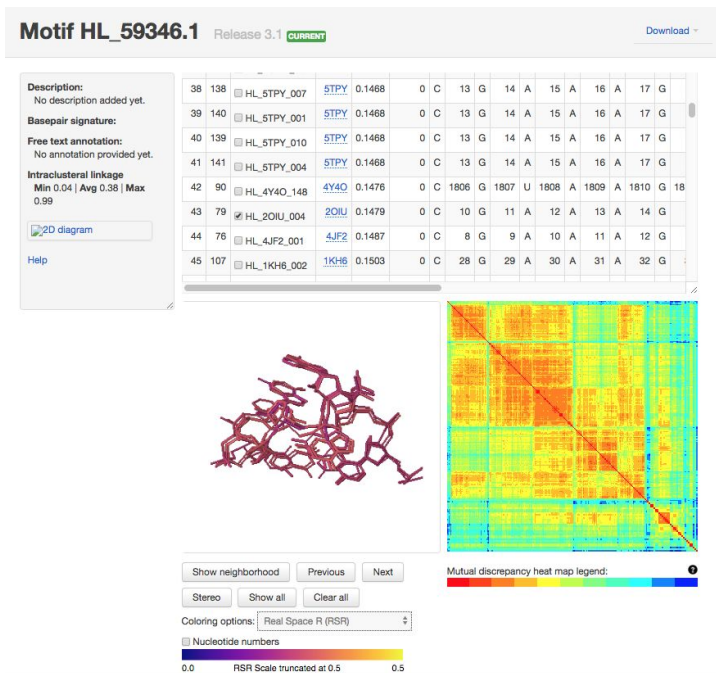 Motif HL_59346.1 Release 3.1 CURRENT
Download
Description:
No description added yet.
Basepair signature:
Free text annotation:
No annotation provided yet.
Intraclusteral linkage
Min 0.04 | Avg 0.38 | Max
0.99
2D diagram
Help
38 138 HL_5TPY_007 5TPY 0.1468 0 C 13 G 14 A 15 A 16 A 17 G
39 140 HL_5TPY_001 5TPY 0.1468 0 C 13 G 14 A 15 A 16 A 17 G
40 139 HL_5TPY_010 5TPY 0.1468 0 C 13 G 14 A 15 A 16 A 17 G
41 141 HL_5TPY_004 5TPY 0.1468 0 C 13 G 14 A 15 A 16 A 17 G
42 90 HL_4Y4O_148 4Y4O 0.1476 0 C 1806 G 1807 U 1808 A 1809 A 1810 G 18
43 79 HL_2OIU_004 2OIU 0.1479 0 C 10 G 11 A 12 A 13 A 14 G
44 76 HL_4JF2_001 4JF2 0.1487 0 C 8 G 9 A 10 A 11 A 12 G
45 107 HL_1KH6_002 1KH6 0.1503 0 C 28 G 29 A 30 A 31 A 32 G
Show neighborhood Previous Next
Stereo Show all Clear all
Coloring options: Real Space R (RSR)
Nucleotide numbers
0.0 RSR Scale truncated at 0.5 0.5
Mutual discrepancy heat map legend: ?